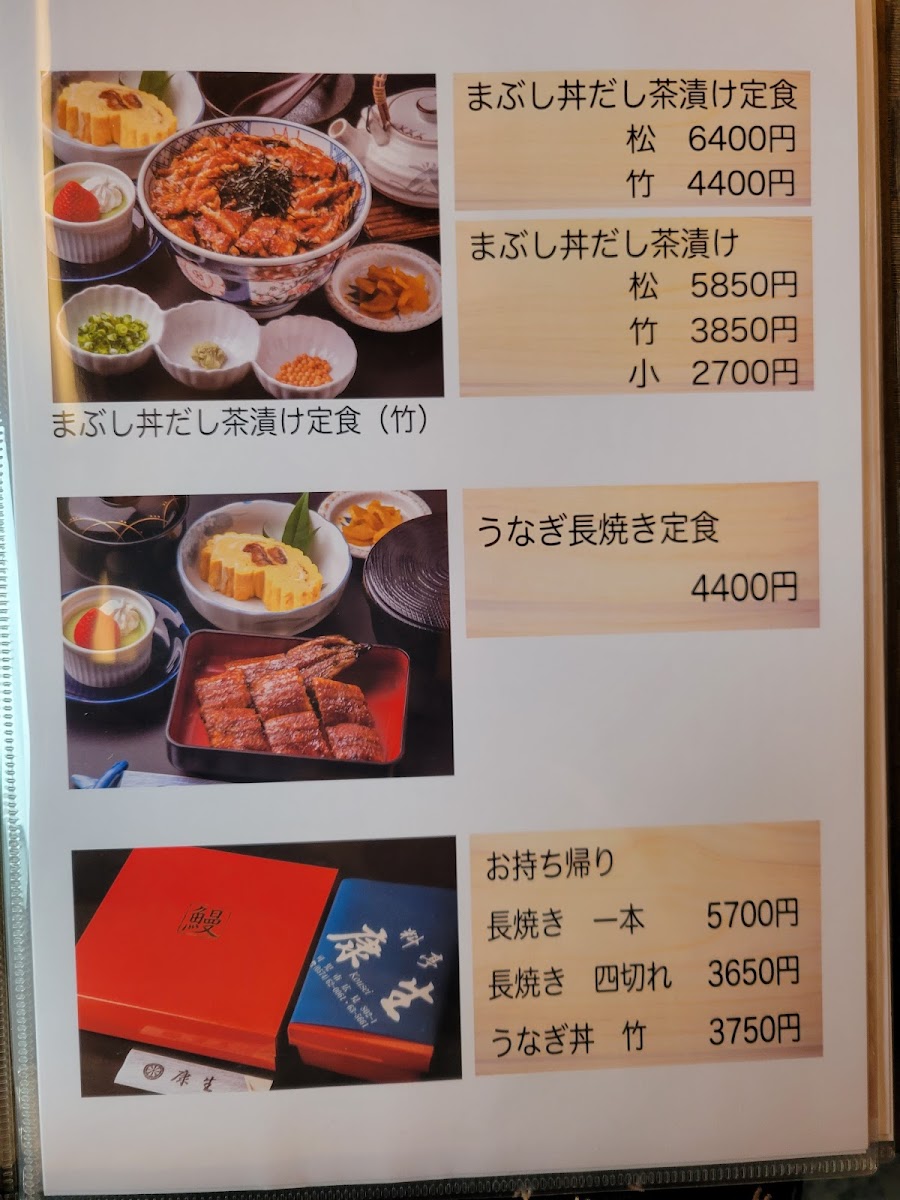 まぶし丼だし茶漬け定食
松　6400円
竹　4400円
まぶし丼だし茶漬け
松　5850円
竹　3850円
小　2700円
まぶし丼だし茶漬け定食（竹）
うなぎ長焼き定食
4400円
お持ち帰り
長焼き　一本　5700円
長焼き　四切れ　3650円
うなぎ丼　竹　3750円
鰻
料亭
康生
康生